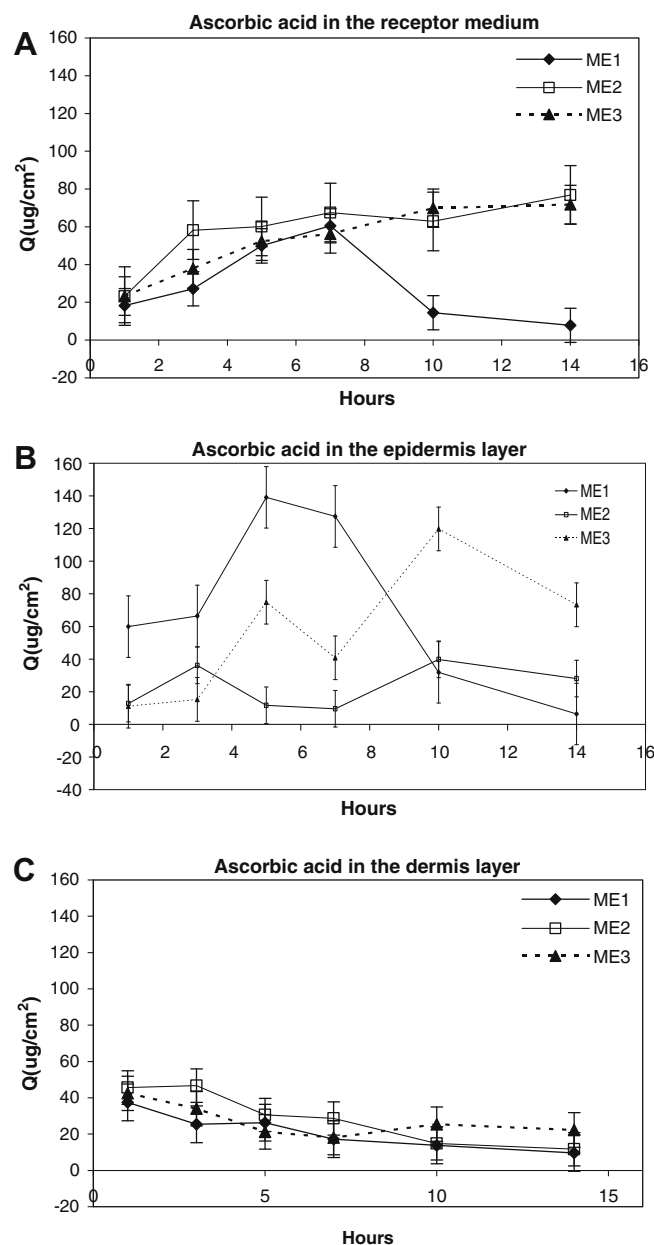 A
Ascorbic acid in the receptor medium
160
140
120
100
80
60
40
20
0
-20
0 2 4 6 8 10 12 14 16
Q(ug/cm²)
Hours
ME1
ME2
ME3
B
Ascorbic acid in the epidermis layer
160
140
120
100
80
60
40
20
0
-20
-40
0 2 4 6 8 10 12 14 16
Q(ug/cm²)
Hours
ME1
ME2
ME3
C
Ascorbic acid in the dermis layer
160
140
120
100
80
60
40
20
0
-20
0 5 10 15
Q(ug/cm²)
Hours
ME1
ME2
ME3